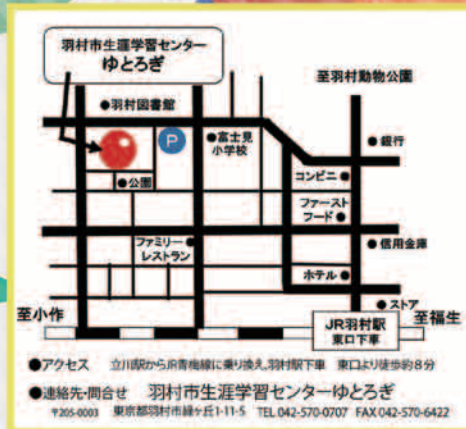 羽村市生涯学習センター
ゆとろぎ
至羽村動物公園
●羽村図書館
P
●富士見
小学校
●銀行
コンビニ●
●公園
ファースト
フード●
ファミリー●
レストラン
●信用金庫
ホテル●
●ストア
至小作
至福生
JR羽村駅
東口下車
●アクセス 立川駅からJR青梅線に乗り換え、羽村駅下車 東口より徒歩約8分
●連絡先・問合せ 羽村市生涯学習センターゆとろぎ
〒205-0003 東京都羽村市緑ヶ丘1-11-5 TEL 042-570-0707 FAX 042-570-6422